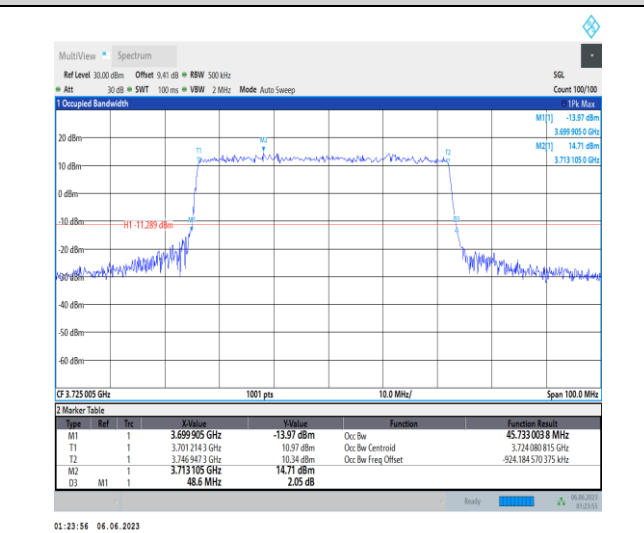 MultiView Spectrum
Ref Level 30.00 dBm Offset 9.41 dB RBW 500 kHz SGL
Att 30 dB SWT 100 ms VBW 2 MHz Mode Auto Sweep Count 100/100
1 Occupied Bandwidth 1Pk Max
M1[1] -13.97 dBm
3.699 905 0 GHz
M2[1] 14.71 dBm
3.713 105 0 GHz
20 dBm
M2
T1
T2
10 dBm
0 dBm
-10 dBm
H1 -11.289 dBm
M1
D3
-20 dBm
-30 dBm
-40 dBm
-50 dBm
-60 dBm
CF 3.725 005 GHz 1001 pts 10.0 MHz/ Span 100.0 MHz
2 Marker Table
Type Ref Trc X-Value Y-Value Function Function Result
M1 1 3.699 905 GHz -13.97 dBm Occ Bw 45.733 003 8 MHz
T1 1 3.701 214 3 GHz 10.97 dBm Occ Bw Centroid 3.724 080 815 GHz
T2 1 3.746 947 3 GHz 10.34 dBm Occ Bw Freq Offset -924.184 570 375 kHz
M2 1 3.713 105 GHz 14.71 dBm
D3 M1 1 48.6 MHz 2.05 dB
Ready 06.06.2023
01:23:55
01:23:56 06.06.2023